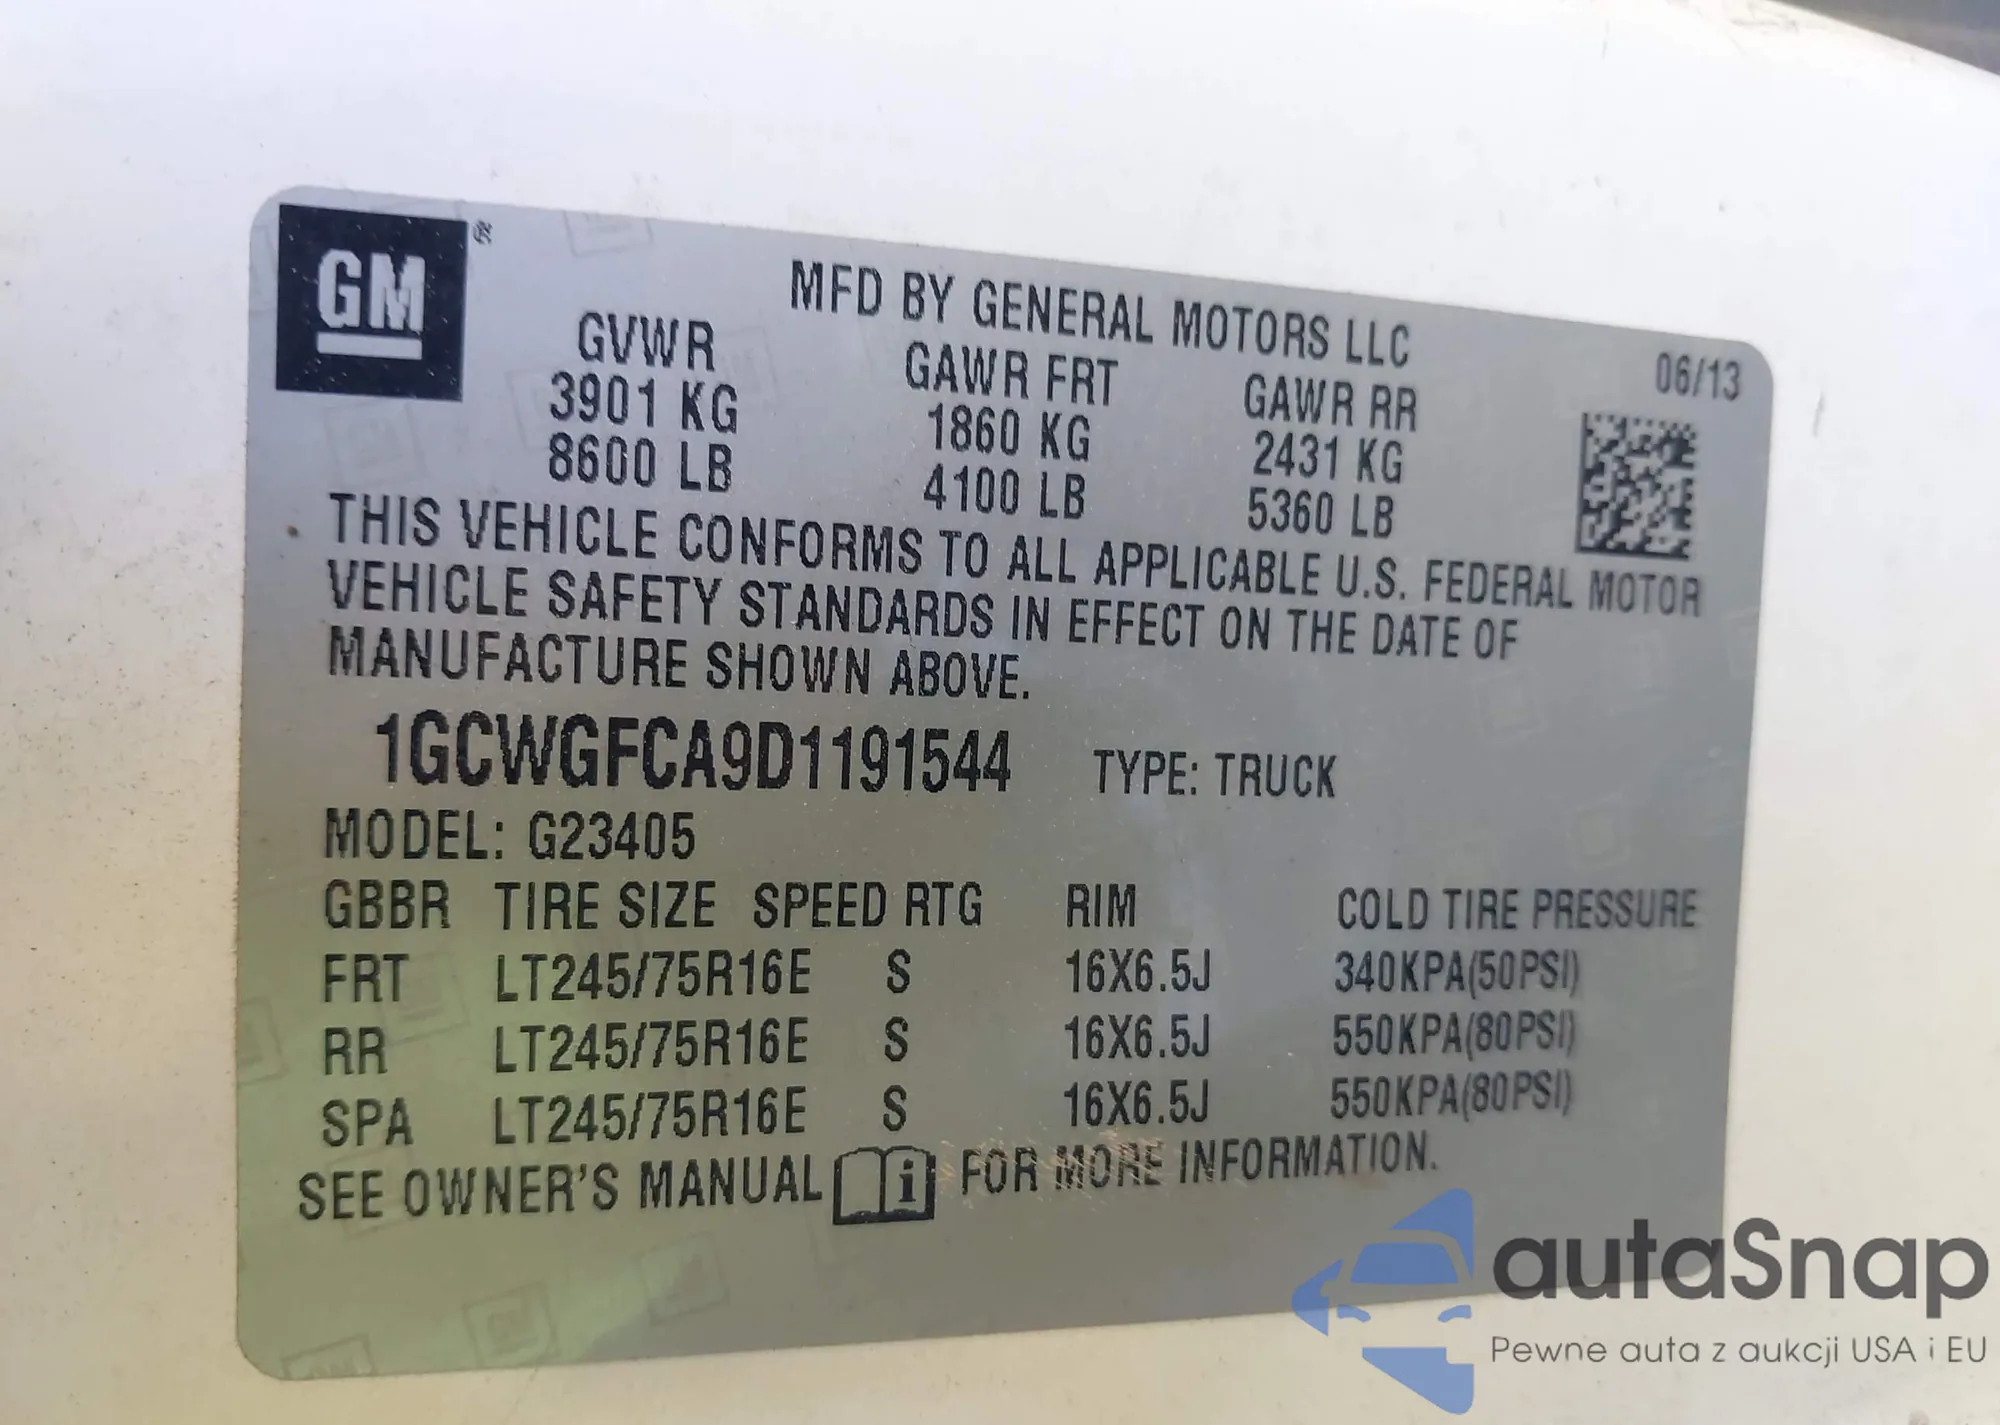 GM®
MFD BY GENERAL MOTORS LLC
06/13
GVWR GAWR FRT GAWR RR
3901 KG 1860 KG 2431 KG
8600 LB 4100 LB 5360 LB
THIS VEHICLE CONFORMS TO ALL APPLICABLE U.S. FEDERAL MOTOR
VEHICLE SAFETY STANDARDS IN EFFECT ON THE DATE OF
MANUFACTURE SHOWN ABOVE.
1GCWGFCA9D1191544 TYPE: TRUCK
MODEL: G23405
GBBR TIRE SIZE SPEED RTG RIM COLD TIRE PRESSURE
FRT LT245/75R16E S 16X6.5J 340KPA(50PSI)
RR LT245/75R16E S 16X6.5J 550KPA(80PSI)
SPA LT245/75R16E S 16X6.5J 550KPA(80PSI)
SEE OWNER'S MANUAL i FOR MORE INFORMATION.
autaSnap
Pewne auta z aukcji USA i EU